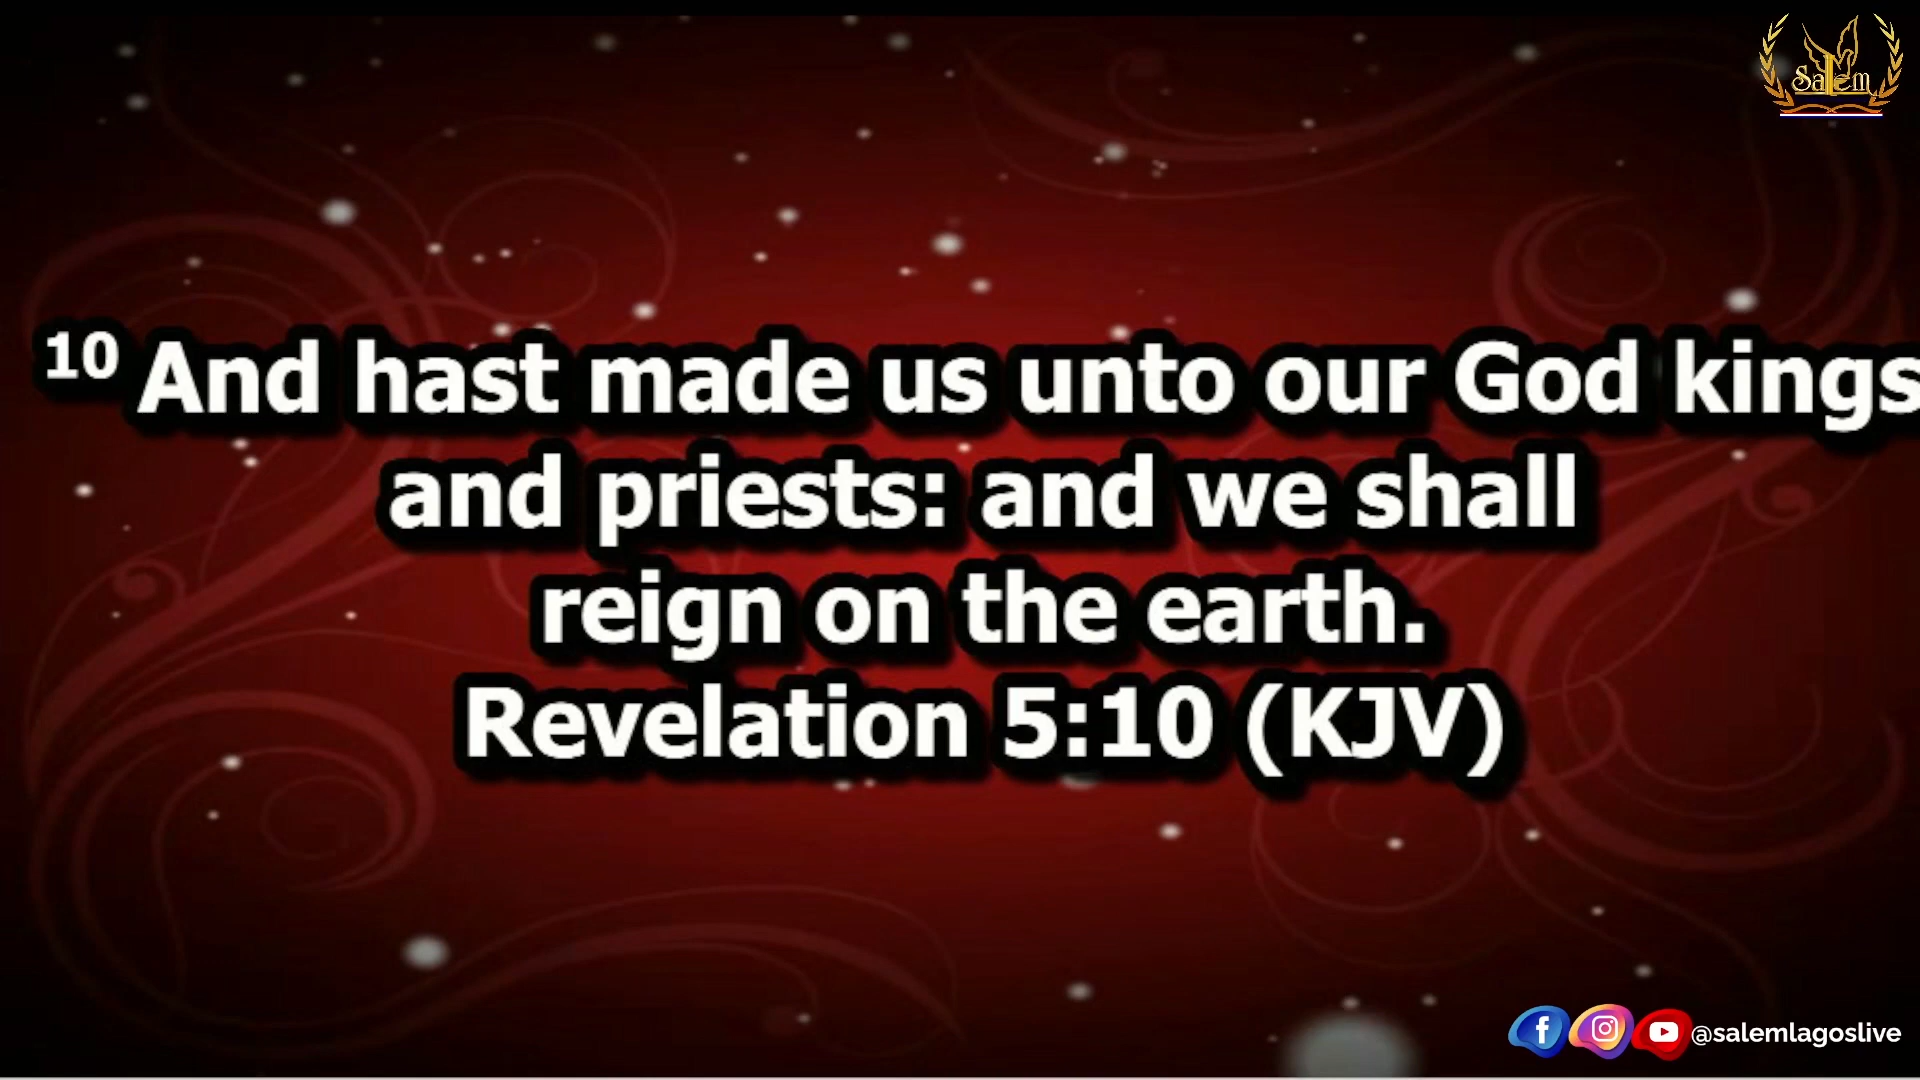 Salem
10 And hast made us unto our God kings
and priests: and we shall
reign on the earth.
Revelation 5:10 (KJV)
@salemlagoslive